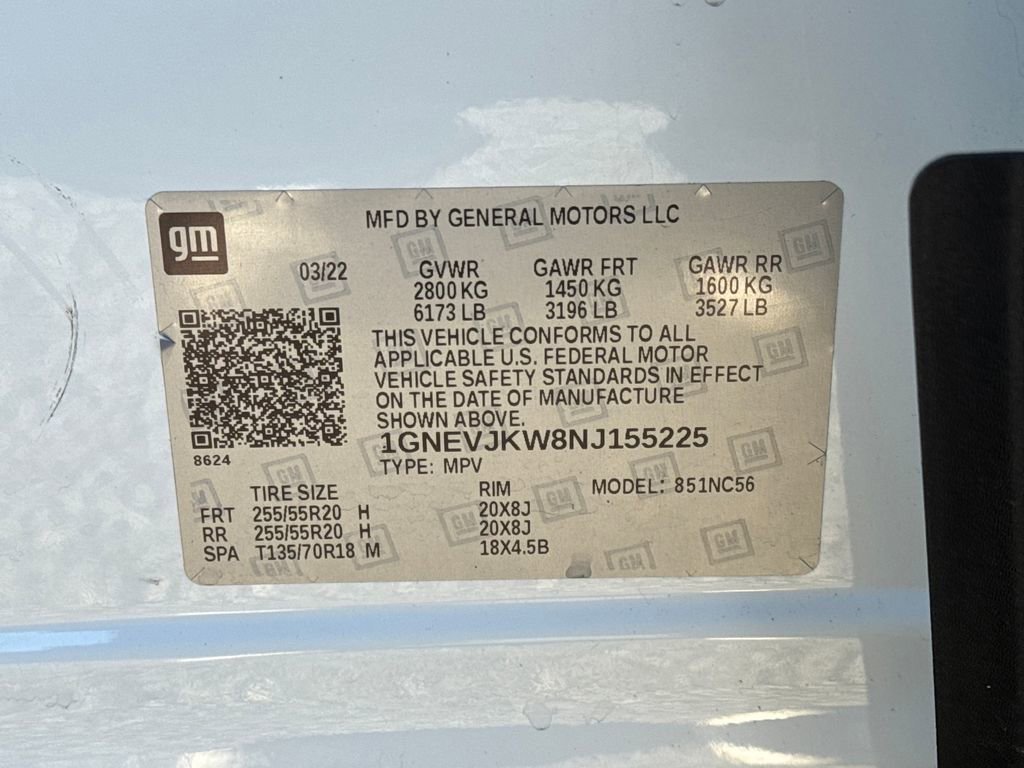 gm
MFD BY GENERAL MOTORS LLC
03/22 GVWR GAWR FRT GAWR RR
2800 KG 1450 KG 1600 KG
6173 LB 3196 LB 3527 LB
THIS VEHICLE CONFORMS TO ALL
APPLICABLE U.S. FEDERAL MOTOR
VEHICLE SAFETY STANDARDS IN EFFECT
ON THE DATE OF MANUFACTURE
SHOWN ABOVE.
1GNEVJKW8NJ155225
8624
TYPE: MPV
TIRE SIZE RIM MODEL: 851NC56
FRT 255/55R20 H 20X8J
RR 255/55R20 H 20X8J
SPA T135/70R18 M 18X4.5B